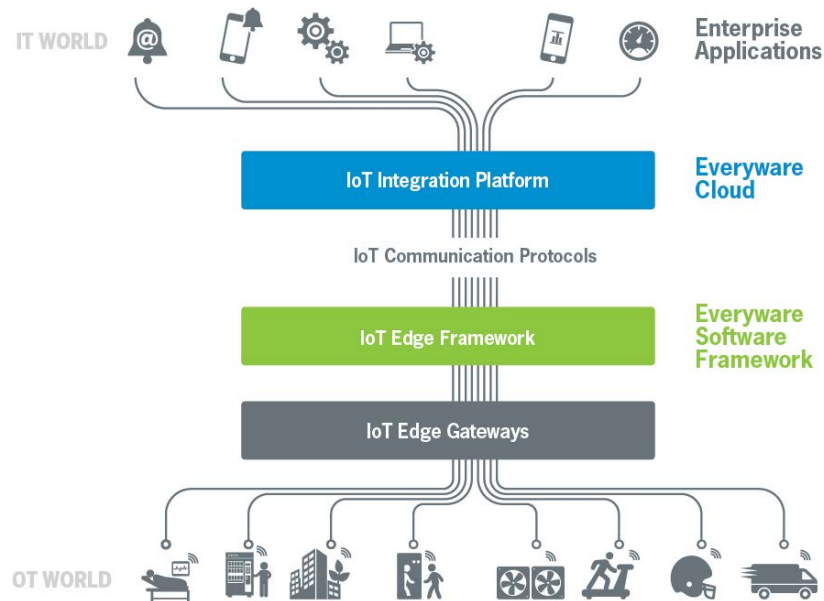 IT WORLD
Enterprise
Applications
IoT Integration Platform
Everyware
Cloud
IoT Communication Protocols
IoT Edge Framework
Everyware
Software
Framework
IoT Edge Gateways
OT WORLD